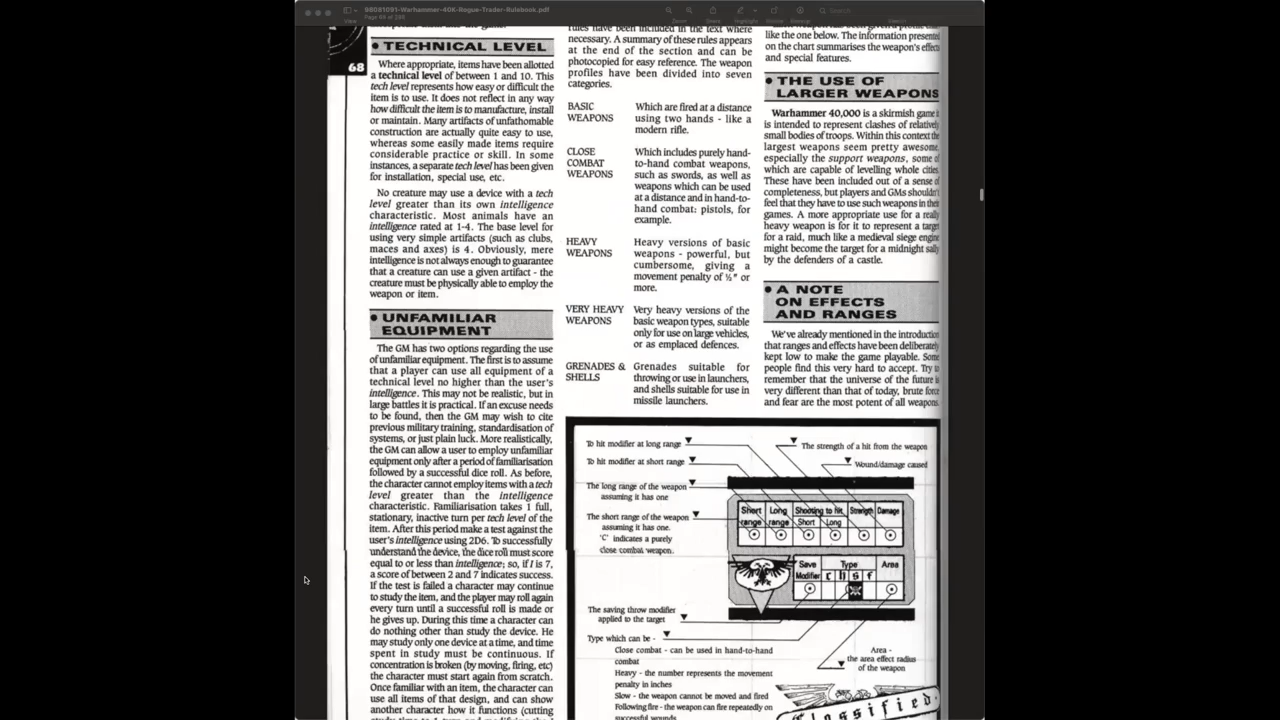 98081091-Warhammer-40K-Rogue-Trader-Rulebook.pdf
View
Zoom
Zoom
Share
Highlight
Rotate
Search
68
• TECHNICAL LEVEL
Where appropriate, items have been allotted
a technical level of between 1 and 10. This
tech level represents how easy or difficult the
item is to use. It does not reflect in any way
how difficult the item is to manufacture, install
or maintain. Many artifacts of unfathomable
construction are actually quite easy to use,
whereas some easily made items require
considerable practice or skill. In some
instances, a separate tech level has been given
for installation, special use, etc.
No creature may use a device with a tech
level greater than its own intelligence
characteristic. Most animals have an
intelligence rated at 1-4. The base level for
using very simple artifacts (such as clubs,
maces and axes) is 4. Obviously, mere
intelligence is not always enough to guarantee
that a creature can use a given artifact - the
creature must be physically able to employ the
weapon or item.
• UNFAMILIAR
EQUIPMENT
The GM has two options regarding the use
of unfamiliar equipment. The first is to assume
that a player can use all equipment of a
technical level no higher than the user's
intelligence. This may not be realistic, but in
large battles it is practical. If an excuse needs
to be found, then the GM may wish to cite
previous military training, standardisation of
systems, or just plain luck. More realistically,
the GM can allow a user to employ unfamiliar
equipment only after a period of familiarisation
followed by a successful dice roll. As before,
the character cannot employ items with a tech
level greater than the intelligence
characteristic. Familiarisation takes 1 full,
stationary, inactive turn per tech level of the
item. After this period make a test against the
user's intelligence using 2D6. To successfully
understand the device, the dice roll must score
equal to or less than intelligence; so, if I is 7,
a score of between 2 and 7 indicates success.
If the test is failed a character may continue
to study the item, and the player may roll again
every turn until a successful roll is made or
he gives up. During this time a character can
do nothing other than study the device. He
may study only one device at a time, and time
spent in study must be continuous. If
concentration is broken (by moving, firing, etc)
the character must start again from scratch.
Once familiar with an item, the character can
use all items of that design, and can show
another character how it functions (cutting
rules have been included in the text where
necessary. A summary of these rules appears
at the end of the section and can be
photocopied for easy reference. The weapon
profiles have been divided into seven
categories.
BASIC
WEAPONS
Which are fired at a distance
using two hands - like a
modern rifle.
CLOSE
COMBAT
WEAPONS
Which includes purely hand-
to-hand combat weapons,
such as swords, as well as
weapons which can be used
at a distance and in hand-to-
hand combat: pistols, for
example.
HEAVY
WEAPONS
Heavy versions of basic
weapons - powerful, but
cumbersome, giving a
movement penalty of ½" or
more.
VERY HEAVY
WEAPONS
Very heavy versions of the
basic weapon types, suitable
only for use on large vehicles,
or as emplaced defences.
GRENADES &
SHELLS
Grenades suitable for
throwing or use in launchers,
and shells suitable for use in
missile launchers.
like the one below. The information presented
on the chart summarises the weapon's effects
and special features.
• THE USE OF
LARGER WEAPONS
Warhammer 40,000 is a skirmish game
is intended to represent clashes of relatively
small bodies of troops. Within this context the
largest weapons seem pretty awesome,
especially the support weapons, some of
which are capable of levelling whole cities.
These have been included out of a sense of
completeness, but players and GMs shouldn't
feel that they have to use such weapons in their
games. A more appropriate use for a really
heavy weapon is for it to represent a target
for a raid, much like a medieval siege engine
might become the target for a midnight sally
by the defenders of a castle.
• A NOTE
ON EFFECTS
AND RANGES
We've already mentioned in the introduction
that ranges and effects have been deliberately
kept low to make the game playable. Some
people find this very hard to accept. Try to
remember that the universe of the future is
very different than that of today, brute force
and fear are the most potent of all weapons.
To hit modifier at long range
To hit modifier at short range
The long range of the weapon
assuming it has one
The short range of the weapon
assuming it has one.
'C' indicates a purely
close combat weapon.
The strength of a hit from the weapon
Wound/damage caused
Short range
Long range
Shooting to hit
Short
Long
Strength
Damage
Save
Modifier
Type
c h s f
Area
The saving throw modifier
applied to the target
Type which can be -
Close combat - can be used in hand-to-hand
combat
Heavy - the number represents the movement
penalty in inches
Slow - the weapon cannot be moved and fired
Following fire - the weapon can fire repeatedly on
successful wounds
Area -
the area effect radius
of the weapon
Classified